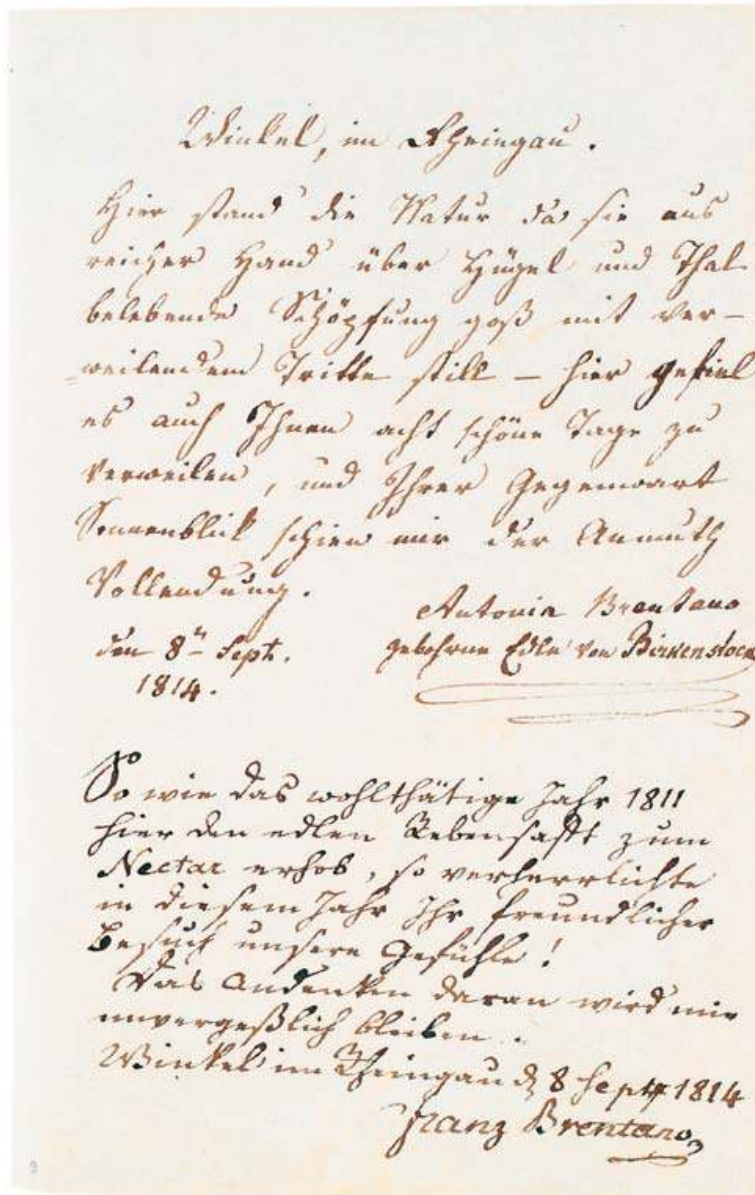 Winkel, im Rheingau.
Hier stand die Natur da sie aus
reicher Hand über Hügel und Thal
belebende Schöpfung goß mit ver-
weilendem Tritte still – hier gefiel
es auch Ihnen acht schöne Tage zu
verweilen, und Ihrer Gegenwart
Sonnenblick schien mir der Anmuth
Vollendung.
Antonia Brentano
den 8n Sept.
gebohrne Edle von Birkenstock
1814.
So wie das wohlthätige Jahr 1811
hier den edlen Rebensaft zum
Nectar erhob, so verherrlichte
in diesem Jahr Ihr freundlicher
Besuch unsere Gefühle!
Das Andenken daran wird mir
unvergeßlich bleiben.
Winkel im Rheingau d 8 Sept 1814
Franz Brentano